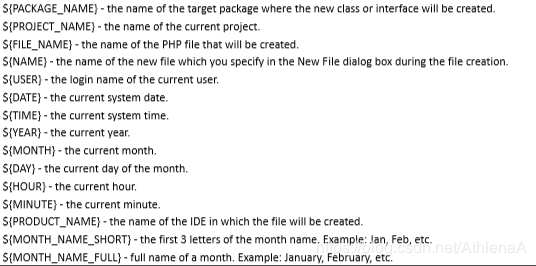 ${PACKAGE_NAME} - the name of the target package where the new class or interface will be created.
${PROJECT_NAME} - the name of the current project.
${FILE_NAME} - the name of the PHP file that will be created.
${NAME} - the name of the new file which you specify in the New File dialog box during the file creation.
${USER} - the login name of the current user.
${DATE} - the current system date.
${TIME} - the current system time.
${YEAR} - the current year.
${MONTH} - the current month.
${DAY} - the current day of the month.
${HOUR} - the current hour.
${MINUTE} - the current minute.
${PRODUCT_NAME} - the name of the IDE in which the file will be created.
${MONTH_NAME_SHORT} - the first 3 letters of the month name. Example: Jan, Feb, etc.
https://blog.csdn.net/AthlenaA
${MONTH_NAME_FULL} - full name of a month. Example: January, February, etc.